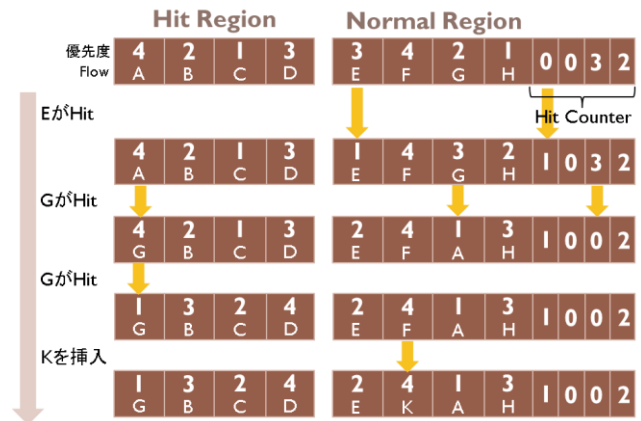 Hit Region Normal Region
優先度 4 2 1 3 3 4 2 1 0 0 3 2
Flow A B C D E F G H
EがHit Hit Counter
4 2 1 3 1 4 3 2 1 0 3 2
A B C D E F G H
GがHit
4 2 1 3 2 4 1 3 1 0 0 2
G B C D E F A H
GがHit
1 3 2 4 2 4 1 3 1 0 0 2
G B C D E F A H
Kを挿入
1 3 2 4 2 4 1 3 1 0 0 2
G B C D E K A H